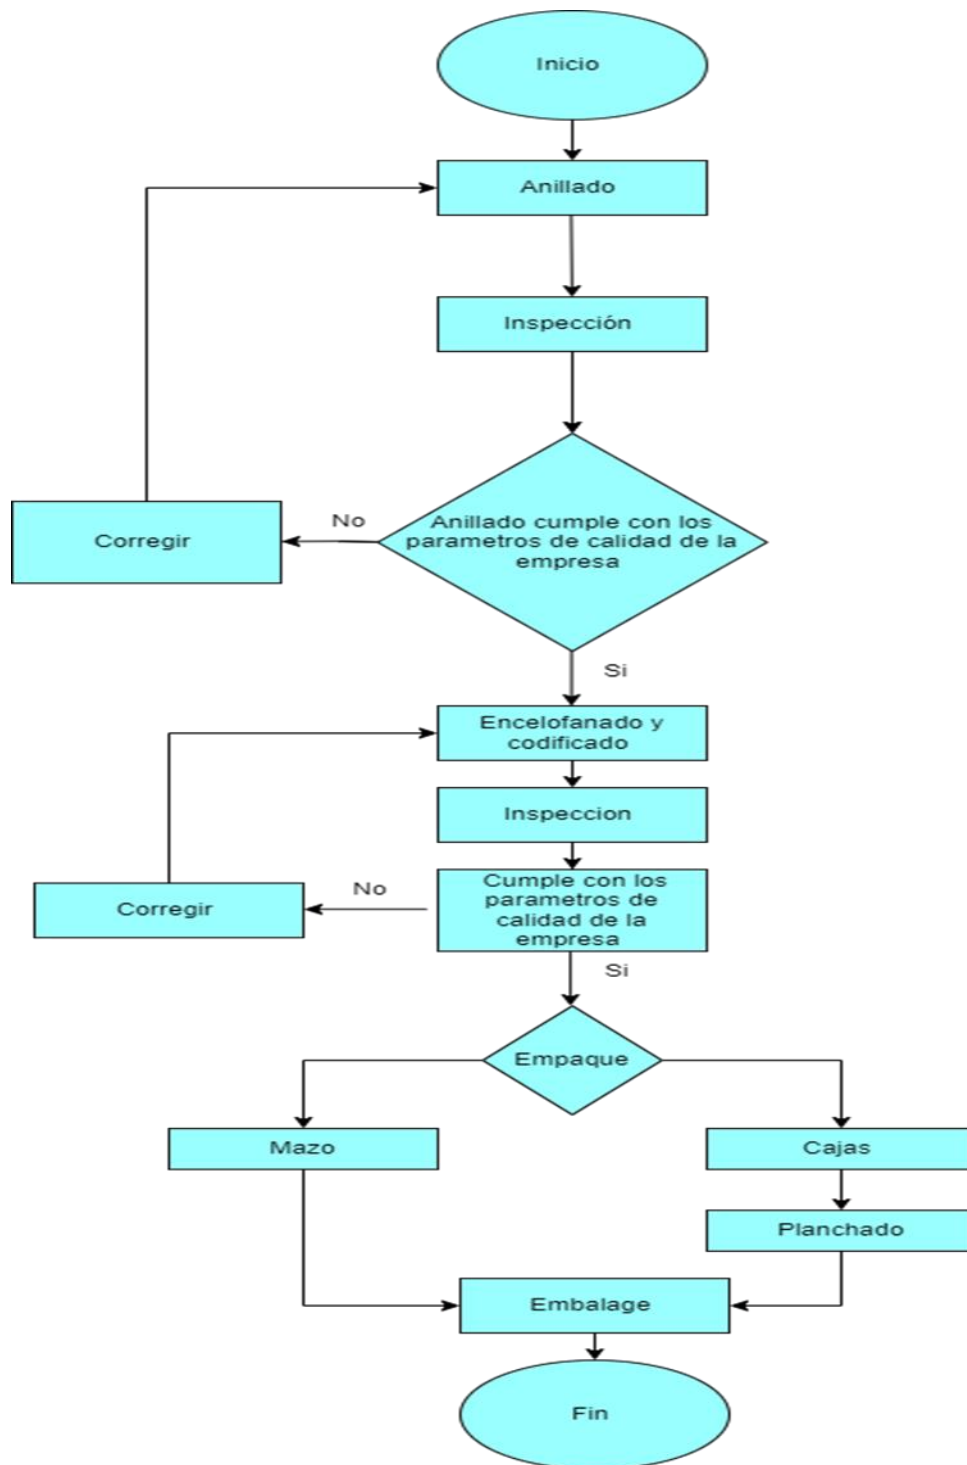 Inicio
Anillado
Inspección
Anillado cumple con los
parametros de calidad de la
empresa
No
Corregir
Si
Encelofanado y
codificado
Inspeccion
Cumple con los
parametros de
calidad de la
empresa
No
Corregir
Si
Empaque
Mazo
Cajas
Planchado
Embalage
Fin